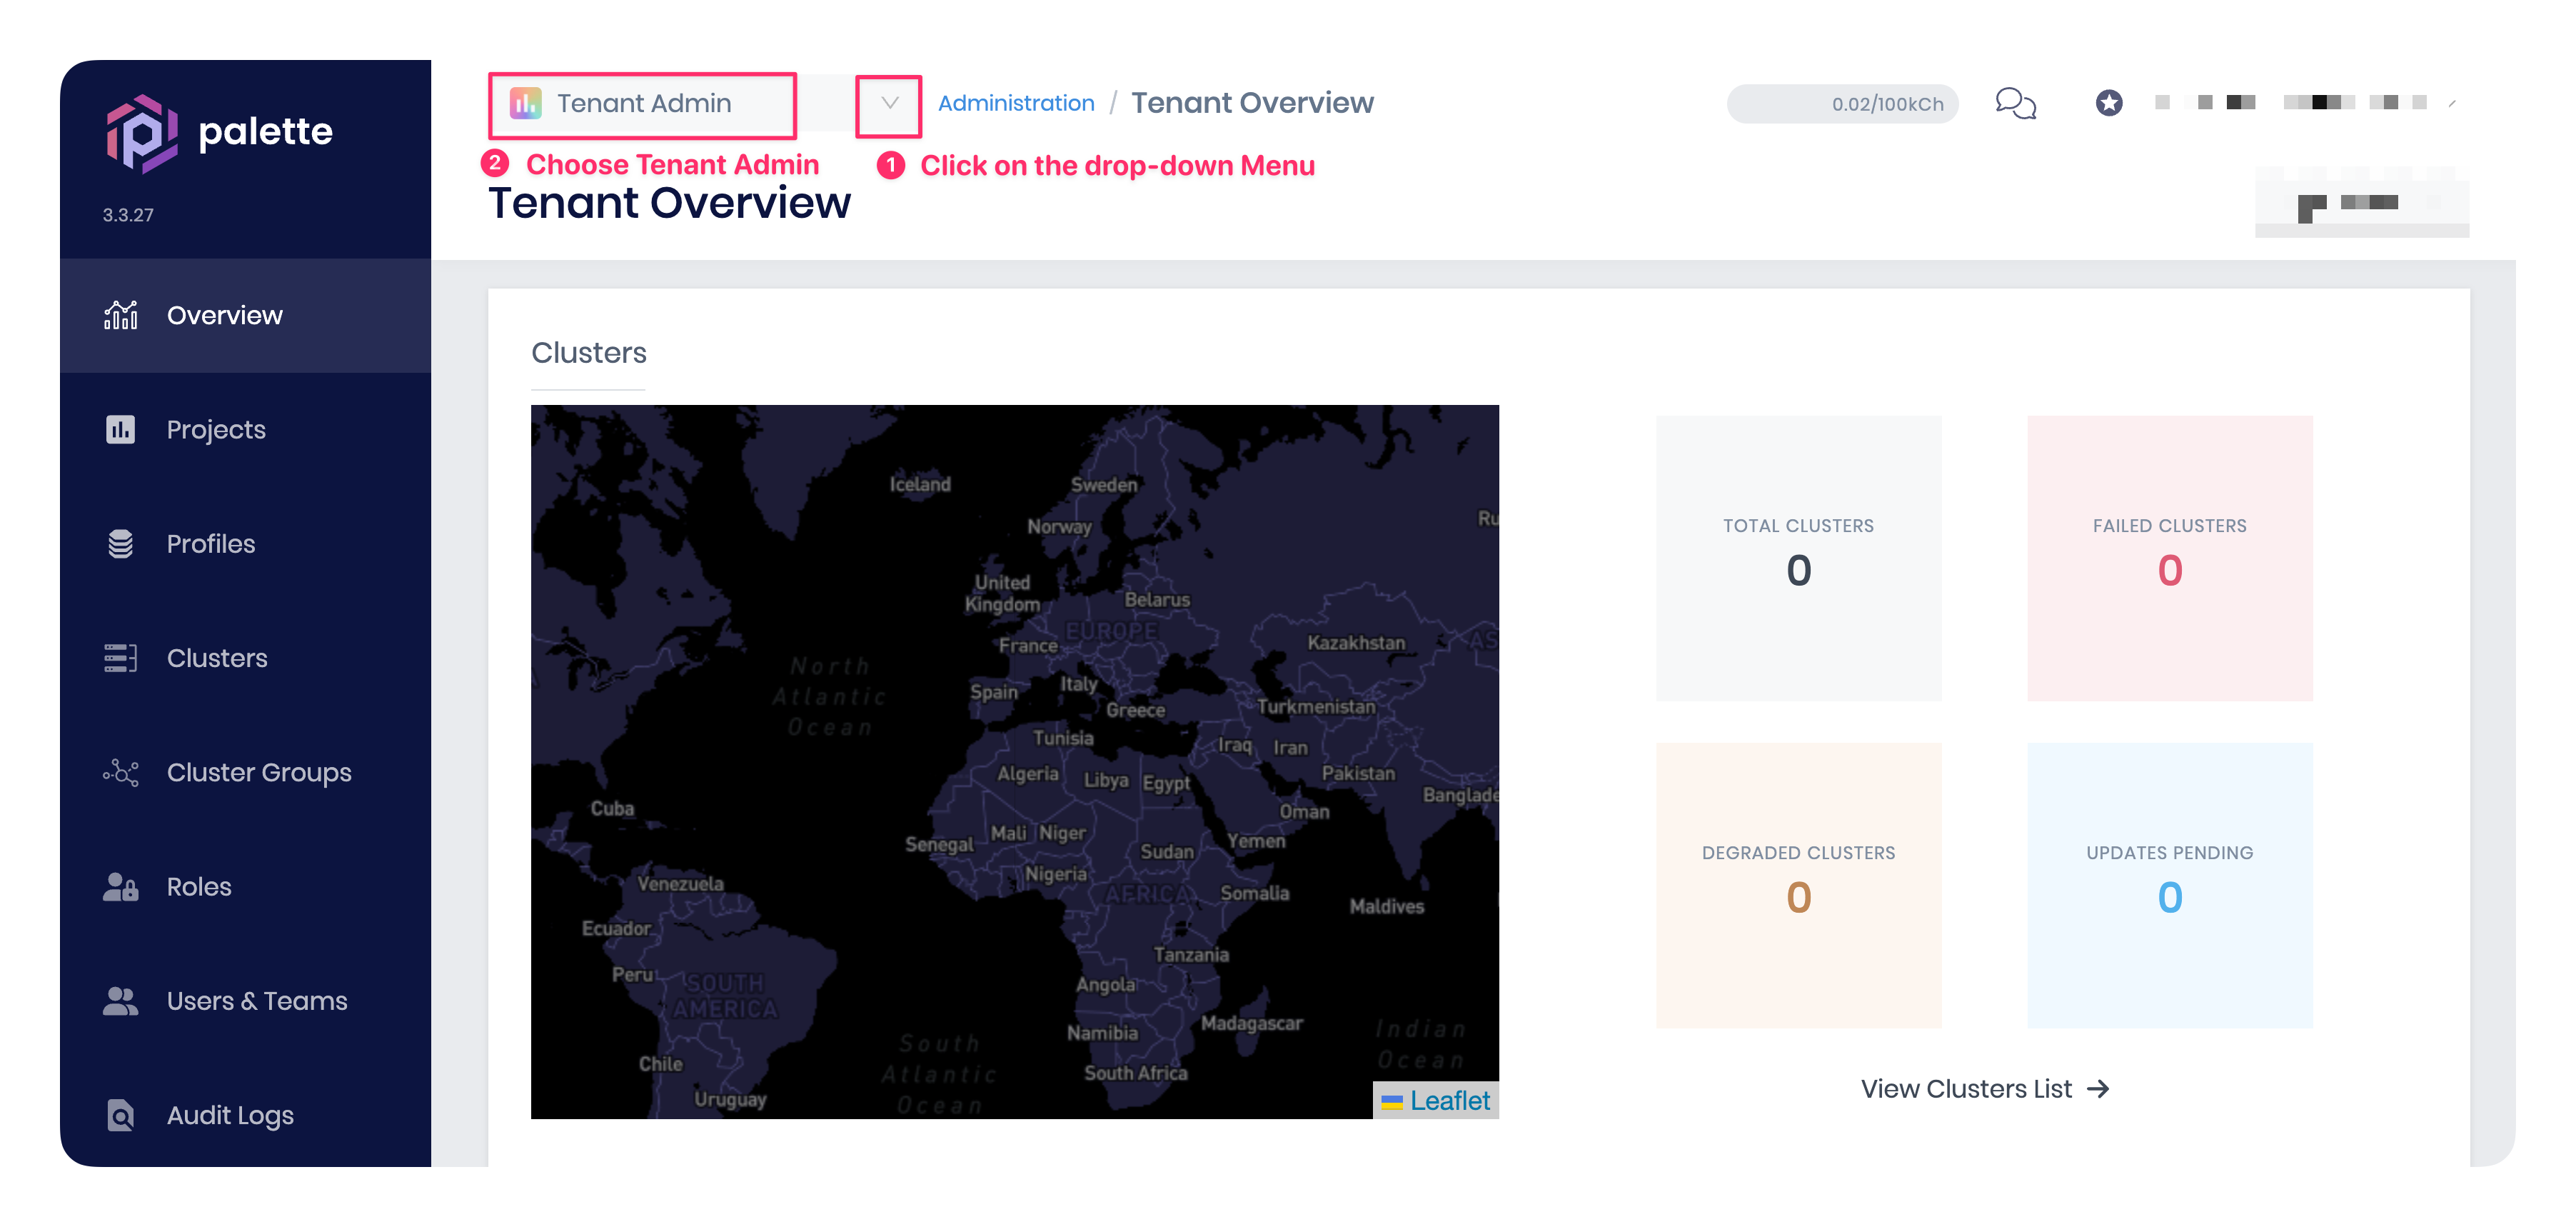 palette
3.3.27
Overview
Projects
Profiles
Clusters
Cluster Groups
Roles
Users & Teams
Audit Logs
Tenant Admin
Administration / Tenant Overview
0.02/100kCh
2 Choose Tenant Admin
1 Click on the drop-down Menu
Tenant Overview
Clusters
Iceland
Sweden
Norway
Ru
United
Kingdom
Belarus
EUROPE
France
Kazakhstan
AS
North
Atlantic
Ocean
Spain
Italy
Greece
Turkmenistan
Tunisia
Iraq
Iran
Algeria
Libya
Egypt
Pakistan
Banglade
Cuba
Oman
Mali
Niger
Senegal
Yemen
Sudan
Nigeria
Venezuela
AFRICA
Somalia
Maldives
Ecuador
Tanzania
Peru
SOUTH
AMERICA
Angola
Namibia
Madagascar
Indian
Ocean
South
Atlantic
Ocean
Chile
South Africa
Uruguay
Leaflet
TOTAL CLUSTERS
0
FAILED CLUSTERS
0
DEGRADED CLUSTERS
0
UPDATES PENDING
0
View Clusters List →